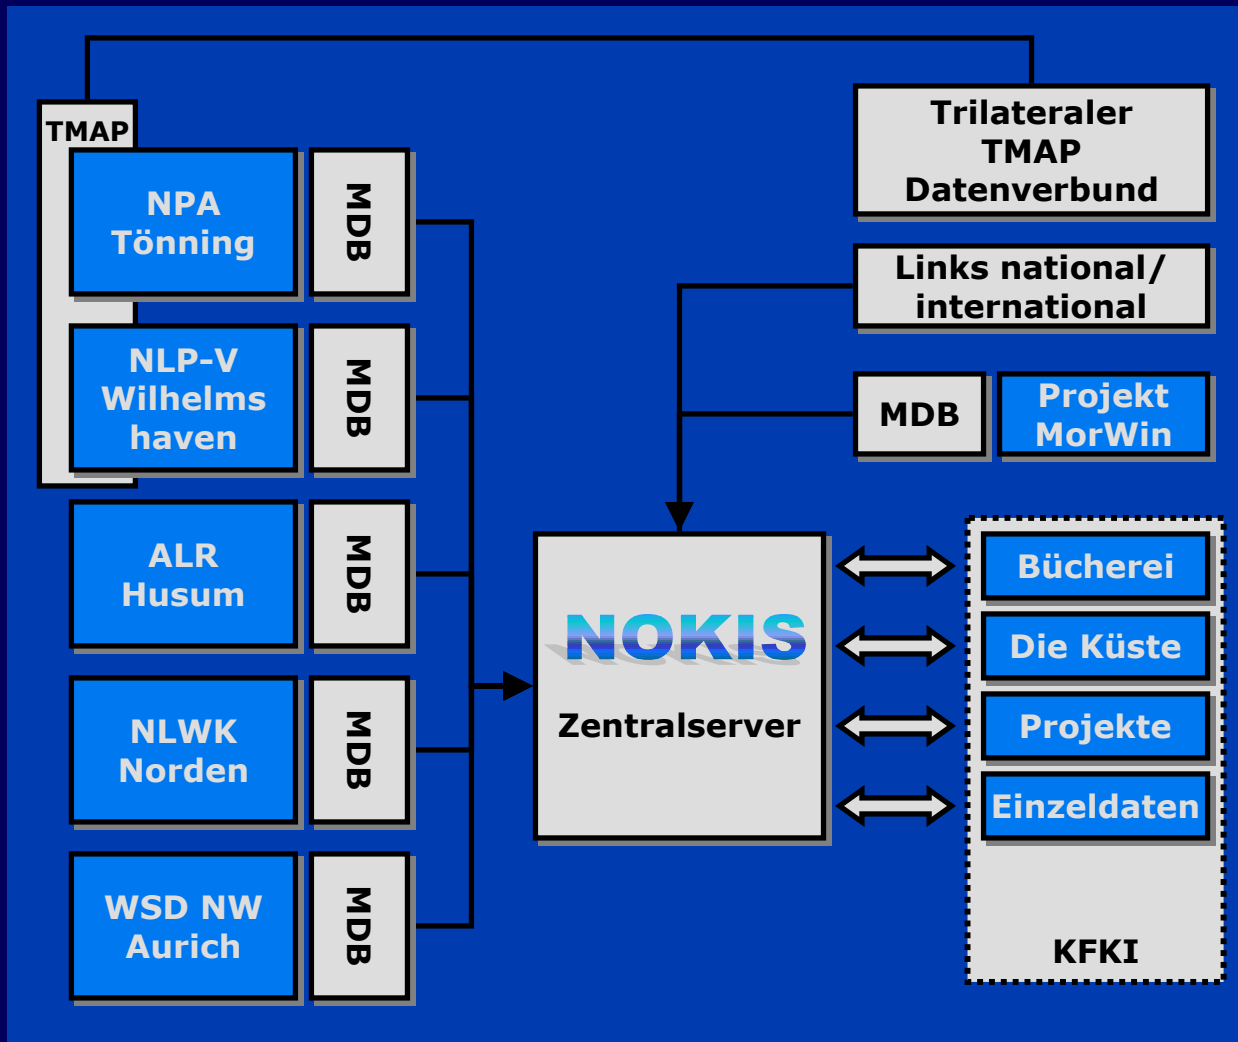 TMAP
NPA
Tönning
MDB
NLP-V
Wilhelms
haven
MDB
ALR
Husum
MDB
NLWK
Norden
MDB
WSD NW
Aurich
MDB
Trilateraler
TMAP
Datenverbund
Links national/
international
MDB
Projekt
MorWin
NOKIS
Zentralserver
Bücherei
Die Küste
Projekte
Einzeldaten
KFKI